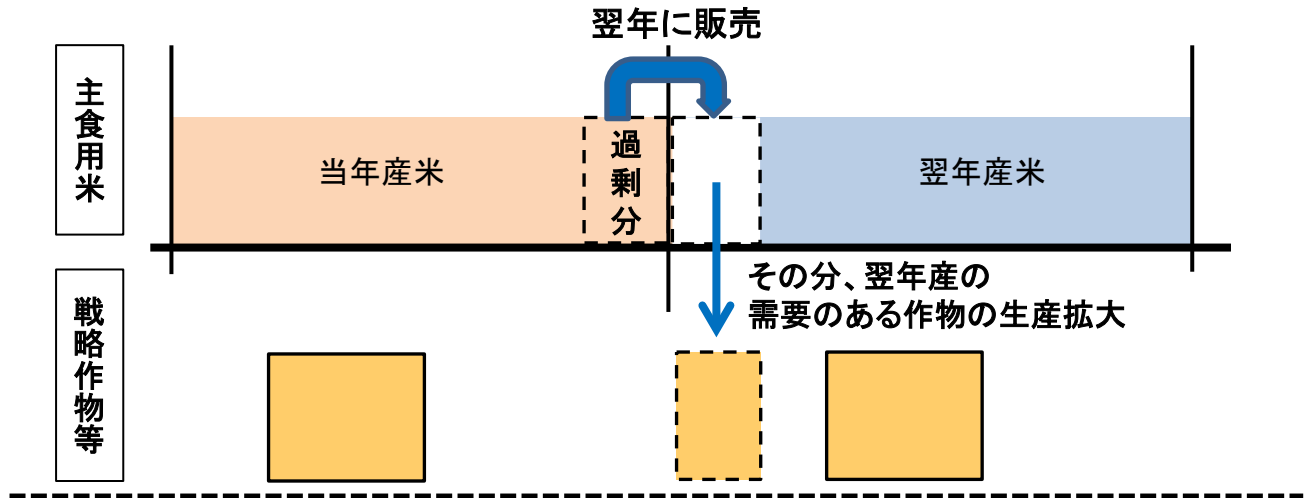 翌年に販売
主食用米
当年産米
過剰分
翌年産米
その分、翌年産の
需要のある作物の生産拡大
戦略作物等